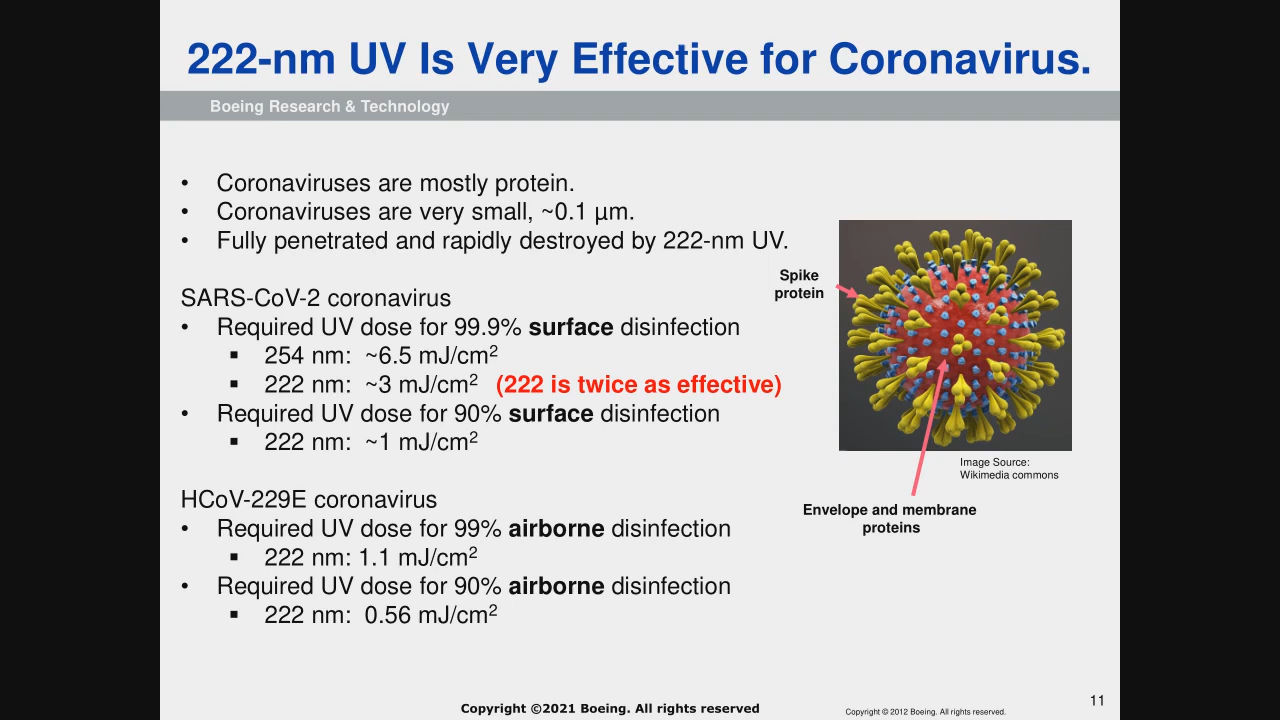 222-nm UV Is Very Effective for Coronavirus.
Boeing Research & Technology
• Coronaviruses are mostly protein.
• Coronaviruses are very small, ~0.1 µm.
• Fully penetrated and rapidly destroyed by 222-nm UV.
SARS-CoV-2 coronavirus
• Required UV dose for 99.9% surface disinfection
▪ 254 nm: ~6.5 mJ/cm²
▪ 222 nm: ~3 mJ/cm² (222 is twice as effective)
• Required UV dose for 90% surface disinfection
▪ 222 nm: ~1 mJ/cm²
HCoV-229E coronavirus
• Required UV dose for 99% airborne disinfection
▪ 222 nm: 1.1 mJ/cm²
• Required UV dose for 90% airborne disinfection
▪ 222 nm: 0.56 mJ/cm²
Spike
protein
Image Source:
Wikimedia commons
Envelope and membrane
proteins
Copyright ©2021 Boeing. All rights reserved
Copyright © 2012 Boeing. All rights reserved.
11